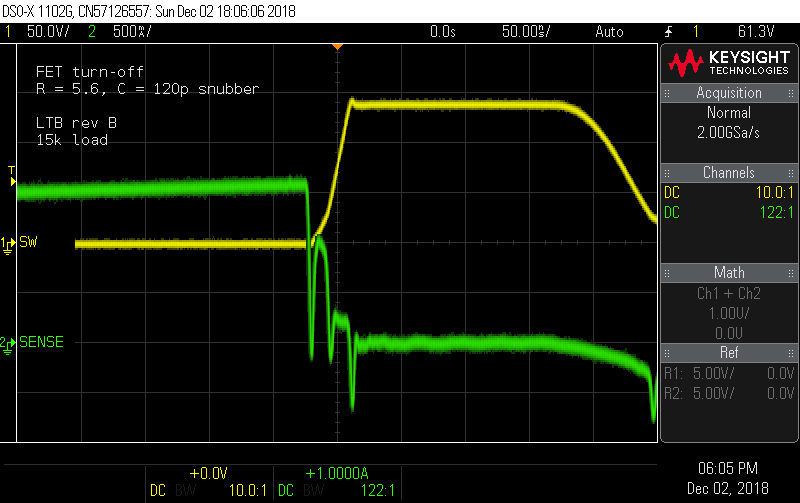 DSO-X 1102G, CN57126557: Sun Dec 02 18:06:06 2018
1 50.0V/ 2 500ᵐᴬ/ 0.0s 50.00ⁿˢ/ Auto 1 61.3V
FET turn-off
R = 5.6, C = 120p snubber
LTB rev B
15k load
T
1 SW
2 SENSE
KEYSIGHT
TECHNOLOGIES
Acquisition
Normal
2.00GSa/s
Channels
DC 10.0:1
DC 122:1
Math
Ch1 + Ch2
1.00V/
0.0V
Ref
R1: 5.00V/ 0.0V
R2: 5.00V/ 0.0V
+0.0V
DC BW 10.0:1
+1.0000A
DC BW 122:1
06:05 PM
Dec 02, 2018